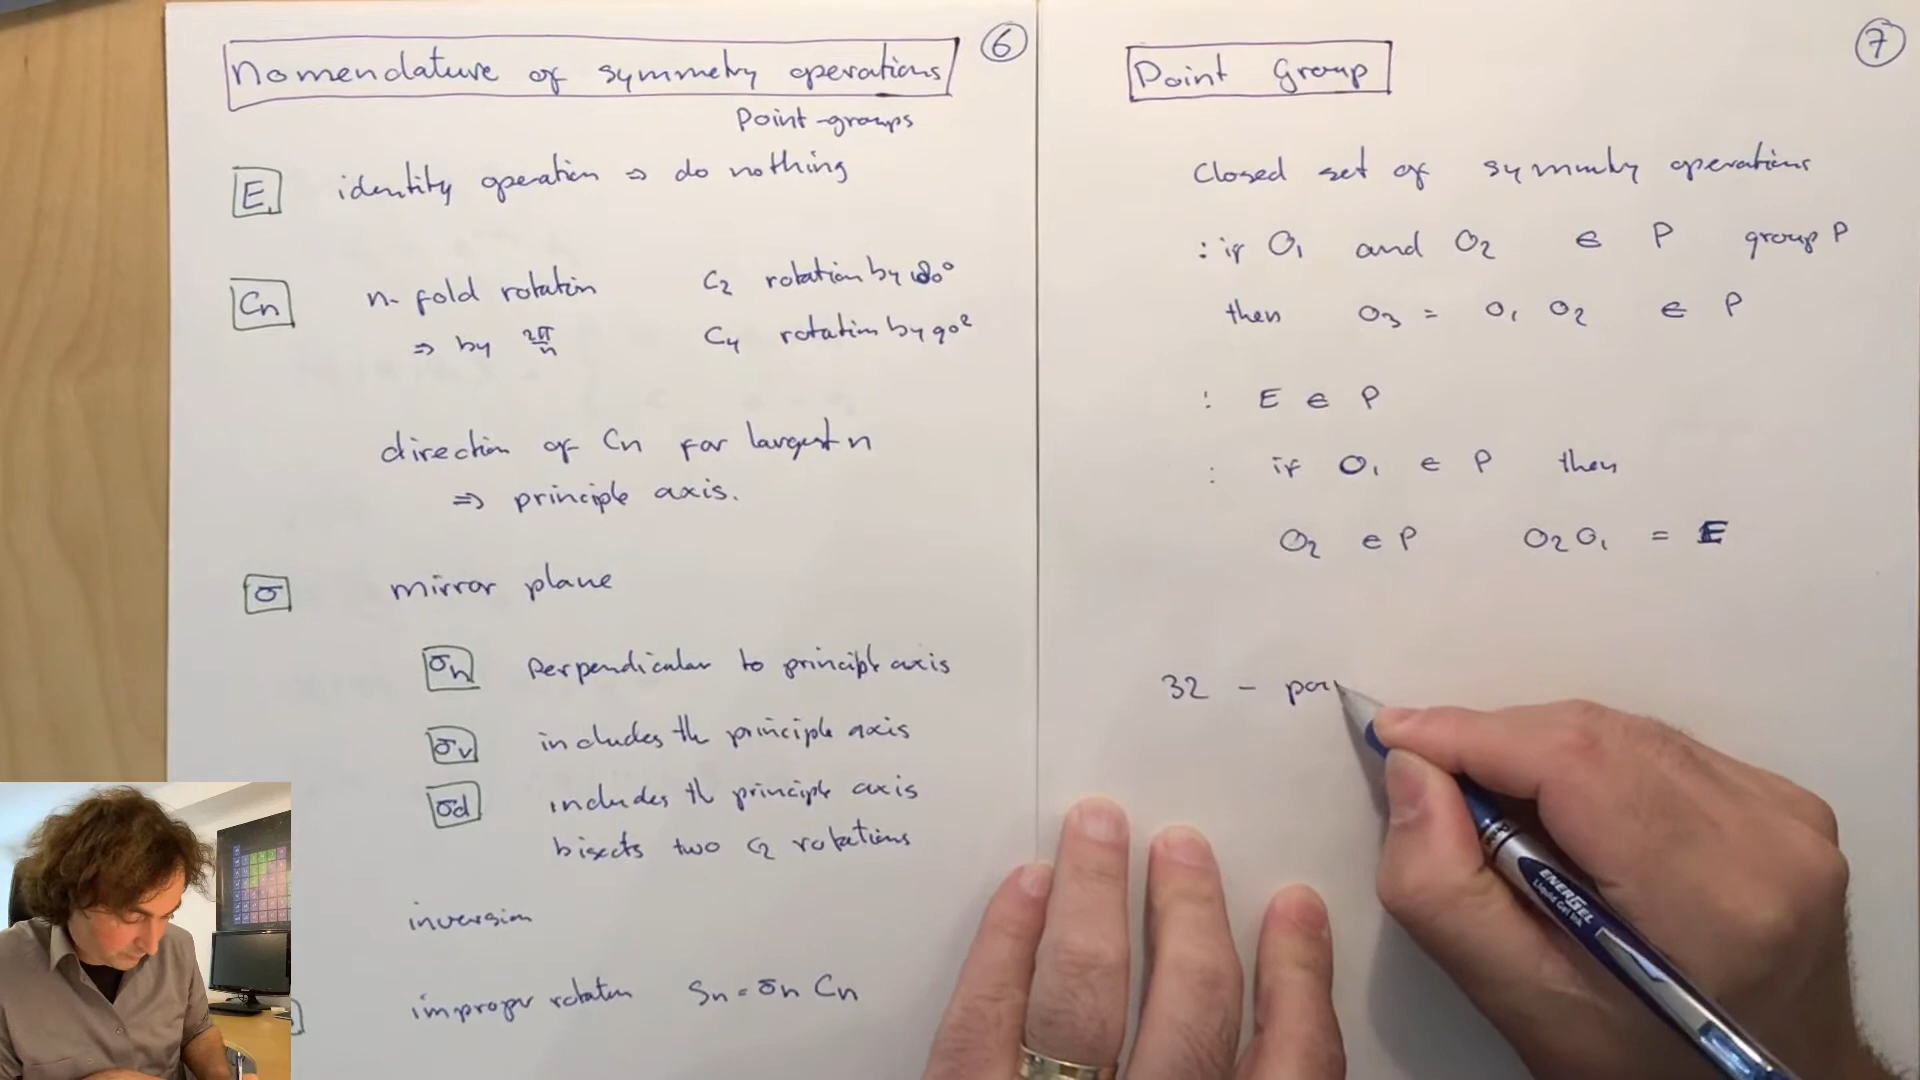 Nomenclature of symmetry operations
6
Point-groups
E identity operation ⇒ do nothing
Cn n-fold rotation C2 rotation by 180°
⇒ by 2π/n C4 rotation by 90°
direction of Cn for largest n
⇒ principle axis.
σ mirror plane
σh perpendicular to principle axis
σv includes the principle axis
σd includes the principle axis
bisects two C2 rotations
inversion
improper rotation Sn = σh Cn
Point Group
7
Closed set of symmetry operations
: if O1 and O2 ∈ P group P
then O3 = O1 O2 ∈ P
: E ∈ P
: if O1 ∈ P then
O2 ∈ P O2 O1 = E
32 - poi
ENERGEL
Liquid Gel Ink